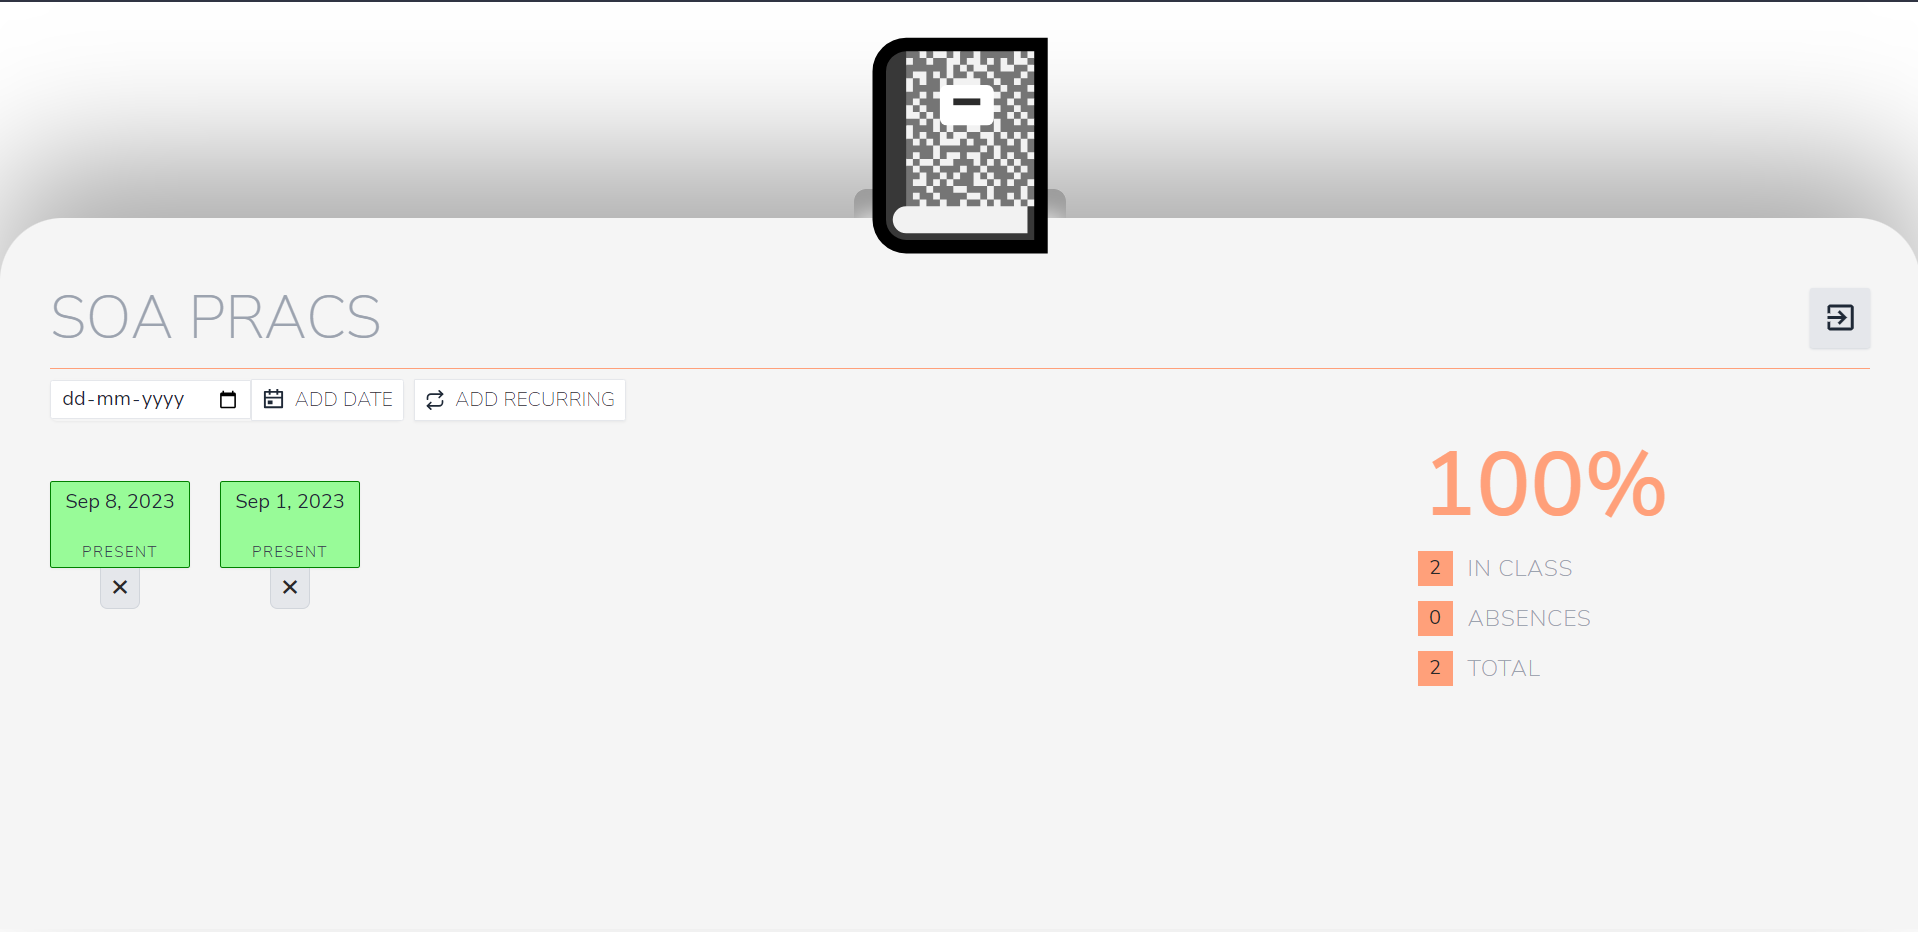 SOA PRACS
dd-mm-yyyy ADD DATE ADD RECURRING
Sep 8, 2023
PRESENT
Sep 1, 2023
PRESENT
100%
2 IN CLASS
0 ABSENCES
2 TOTAL